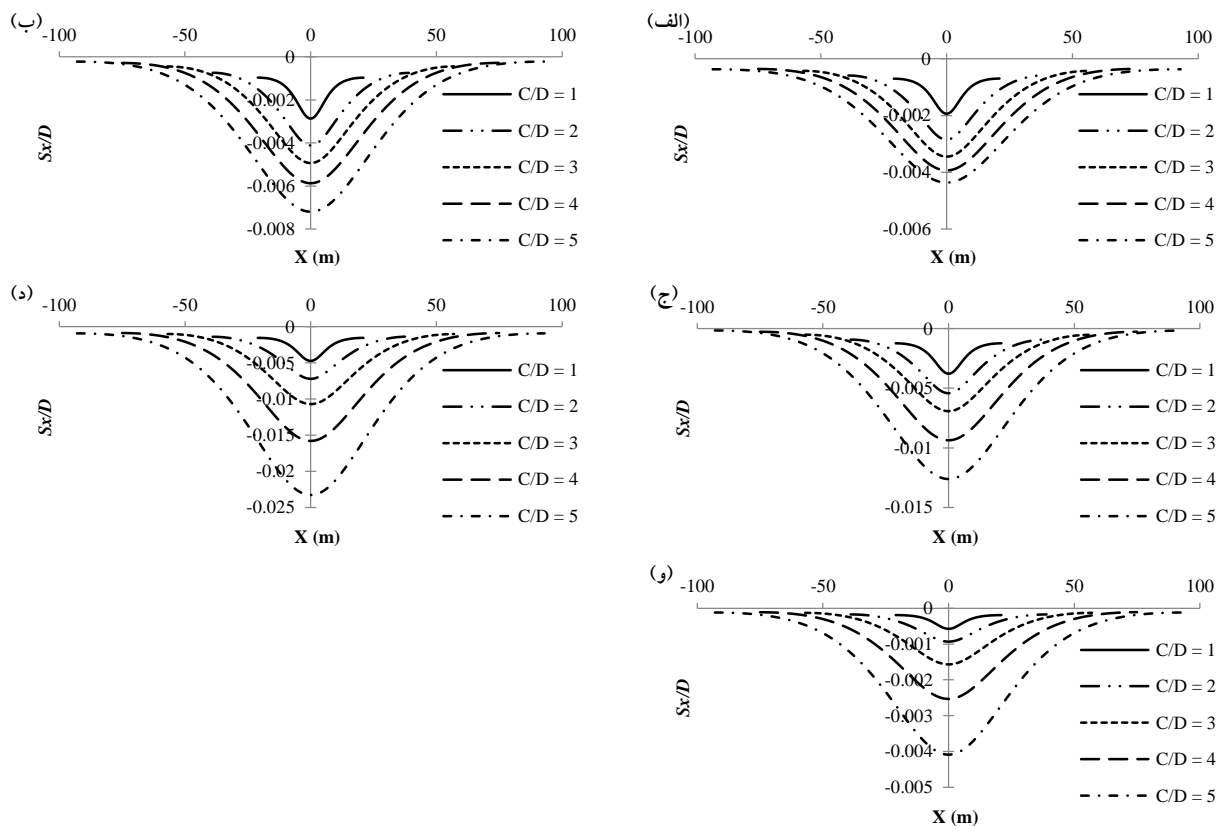 (الف)
-100 -50 0 50 100
0
-0.002
-0.004
-0.006
Sx/D
X (m)
C/D = 1
C/D = 2
C/D = 3
C/D = 4
C/D = 5
(ب)
-100 -50 0 50 100
0
-0.002
-0.004
-0.006
-0.008
Sx/D
X (m)
C/D = 1
C/D = 2
C/D = 3
C/D = 4
C/D = 5
(ج)
-100 -50 0 50 100
0
-0.005
-0.01
-0.015
Sx/D
X (m)
C/D = 1
C/D = 2
C/D = 3
C/D = 4
C/D = 5
(د)
-100 -50 0 50 100
0
-0.005
-0.01
-0.015
-0.02
-0.025
Sx/D
X (m)
C/D = 1
C/D = 2
C/D = 3
C/D = 4
C/D = 5
(و)
-100 -50 0 50 100
0
-0.001
-0.002
-0.003
-0.004
-0.005
Sx/D
X (m)
C/D = 1
C/D = 2
C/D = 3
C/D = 4
C/D = 5